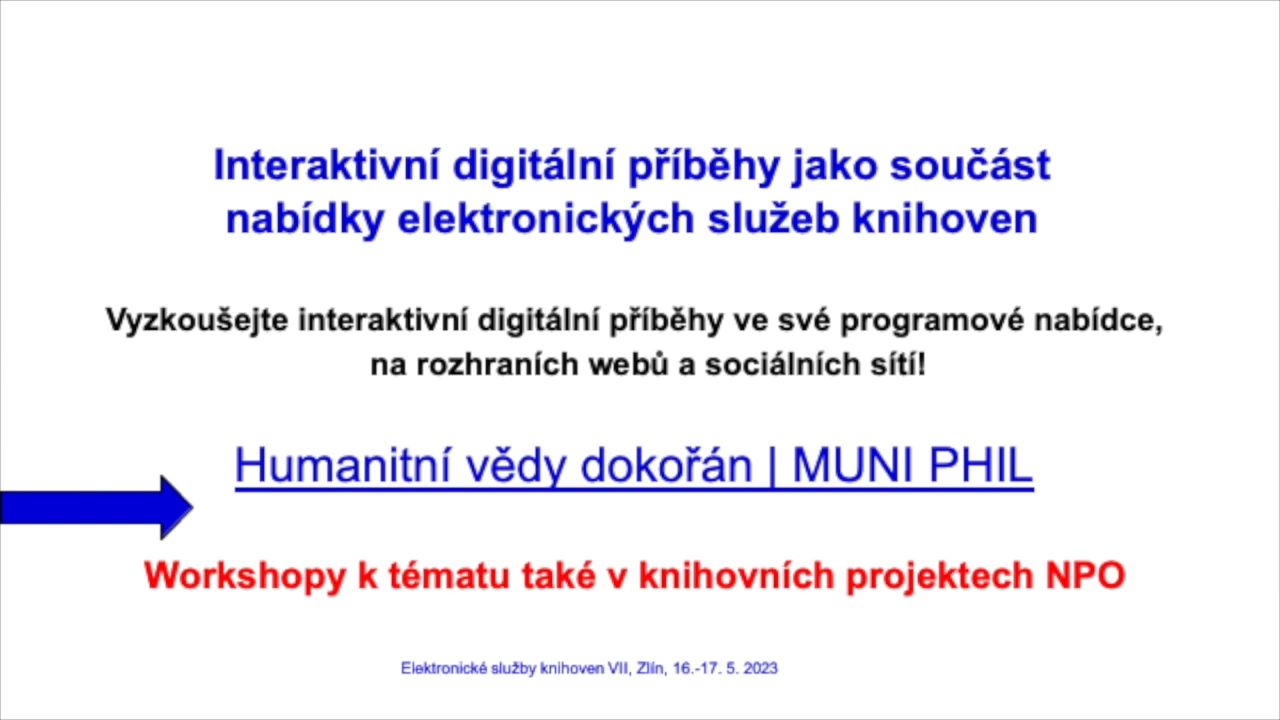 Interaktivní digitální příběhy jako součást
nabídky elektronických služeb knihoven
Vyzkoušejte interaktivní digitální příběhy ve své programové nabídce,
na rozhraních webů a sociálních sítí!
Humanitní vědy dokořán | MUNI PHIL
Workshopy k tématu také v knihovních projektech NPO
Elektronické služby knihoven VII, Zlín, 16.-17. 5. 2023